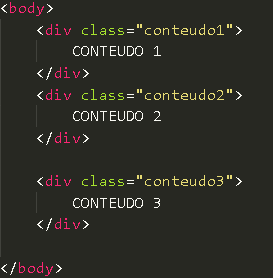 <body>
<div class="conteudo1">
CONTEUDO 1
</div>
<div class="conteudo2">
CONTEUDO 2
</div>
<div class="conteudo3">
CONTEUDO 3
</div>
</body>